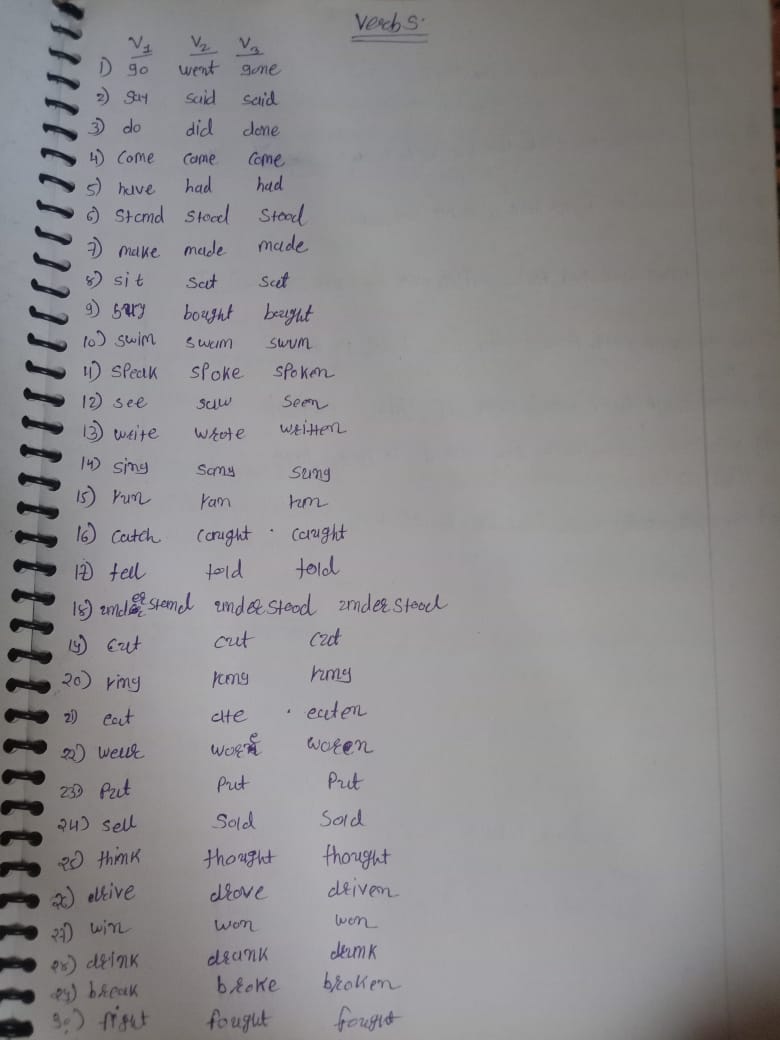 Verbs.
V1 V2 V3
1) go went gone
2) say said said
3) do did done
4) come came come
5) have had had
6) stand stood stood
7) make made made
8) sit sat sat
9) buy bought bought
10) swim swam swum
11) speak spoke spoken
12) see saw seen
13) write wrote written
14) sing sang sung
15) run ran run
16) catch caught caught
17) tell told told
18) understand understood understood
19) cut cut cut
20) ring rang rung
21) eat ate eaten
22) wear wore woren
23) Put Put Put
24) sell sold sold
25) think thought thought
26) drive drove driven
27) win won won
28) drink drank drunk
29) break broke broken
30) fight fought fought